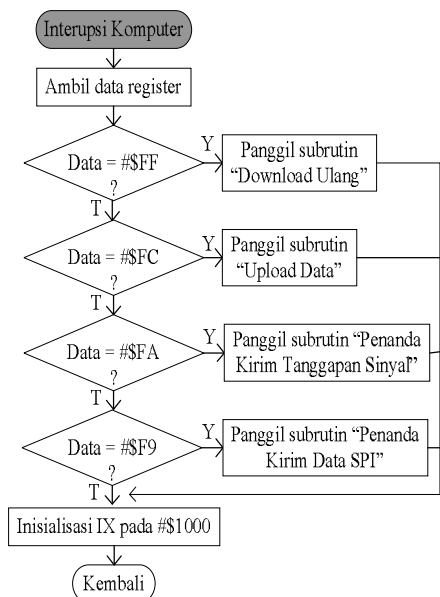 Interupsi Komputer
Ambil data register
Data = #$FF
?
Y
Panggil subrutin
“Download Ulang”
T
Data = #$FC
?
Y
Panggil subrutin
“Upload Data”
T
Data = #$FA
?
Y
Panggil subrutin “Penanda
Kirim Tanggapan Sinyal”
T
Data = #$F9
?
Y
Panggil subrutin “Penanda
Kirim Data SPI”
T
Inisialisasi IX pada #$1000
Kembali